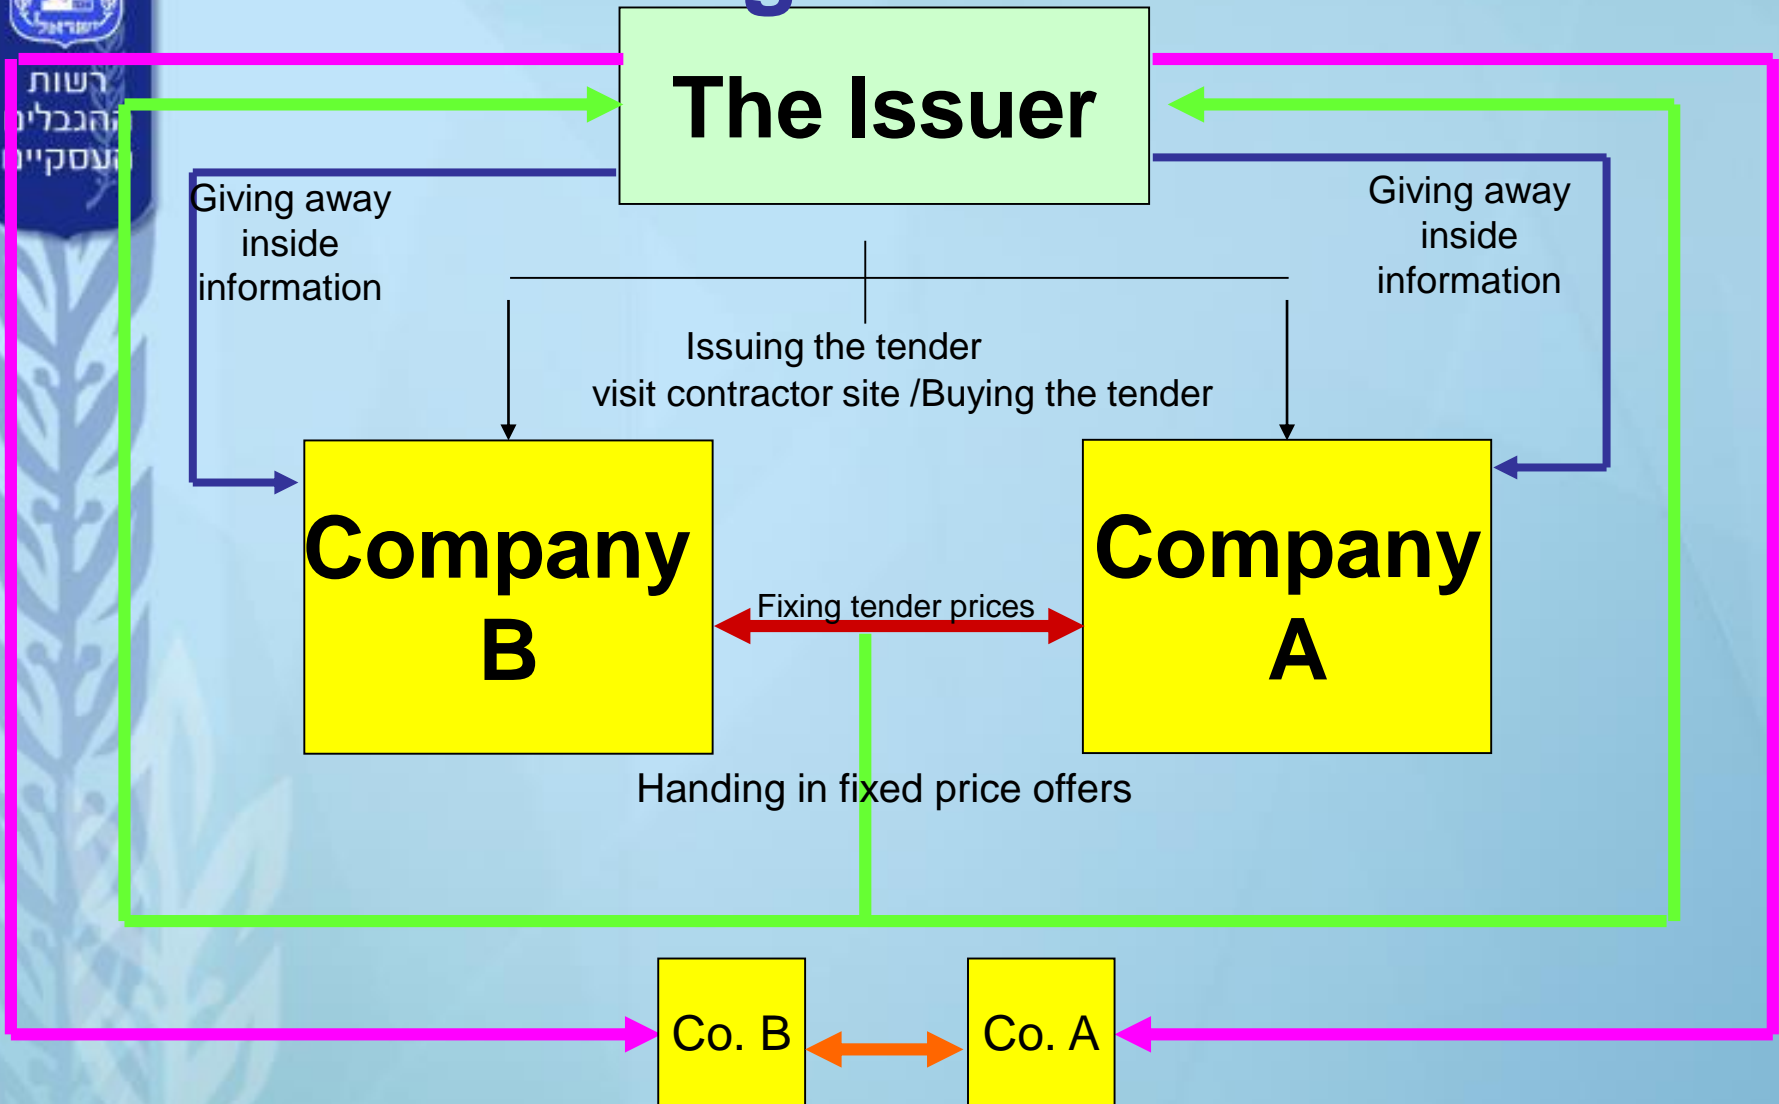 ישראל
רשות
ההגבלים
העסקיים
The Issuer
Giving away
inside
information
Giving away
inside
information
Issuing the tender
visit contractor site /Buying the tender
Company
B
Company
A
Fixing tender prices
Handing in fixed price offers
Co. B
Co. A